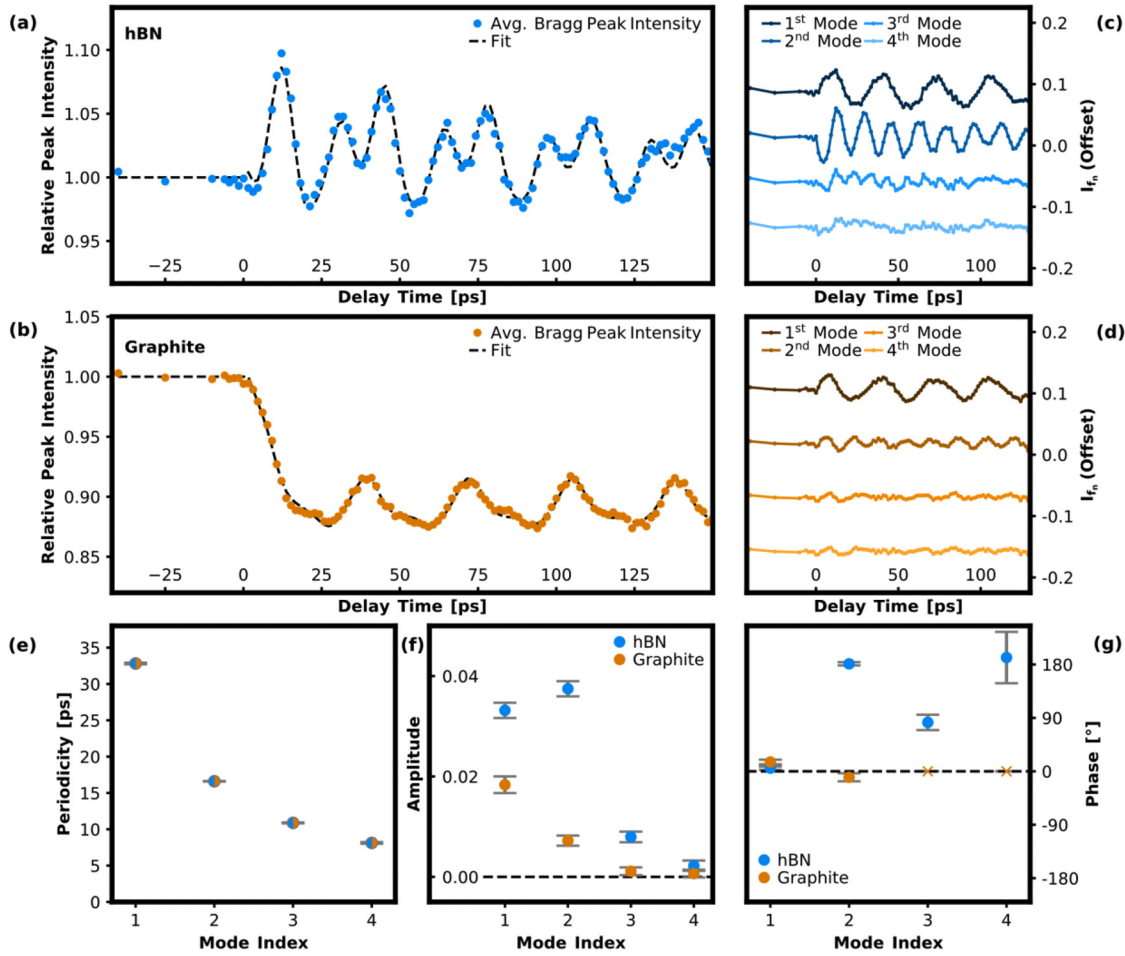 (a)
hBN
Avg. Bragg Peak Intensity
Fit
Relative Peak Intensity
1.10
1.05
1.00
0.95
−25 0 25 50 75 100 125
Delay Time [ps]
(c)
1st Mode 3rd Mode
2nd Mode 4th Mode
0.2
0.1
0.0
-0.1
-0.2
I_fn (Offset)
0 50 100
Delay Time [ps]
(b)
Graphite
Avg. Bragg Peak Intensity
Fit
Relative Peak Intensity
1.05
1.00
0.95
0.90
0.85
−25 0 25 50 75 100 125
Delay Time [ps]
(d)
1st Mode 3rd Mode
2nd Mode 4th Mode
0.2
0.1
0.0
-0.1
-0.2
I_fn (Offset)
0 50 100
Delay Time [ps]
(e)
Periodicity [ps]
35
30
25
20
15
10
5
0
1 2 3 4
Mode Index
(f)
hBN
Graphite
Amplitude
0.04
0.02
0.00
1 2 3 4
Mode Index
(g)
180
90
0
-90
-180
Phase [°]
hBN
Graphite
1 2 3 4
Mode Index